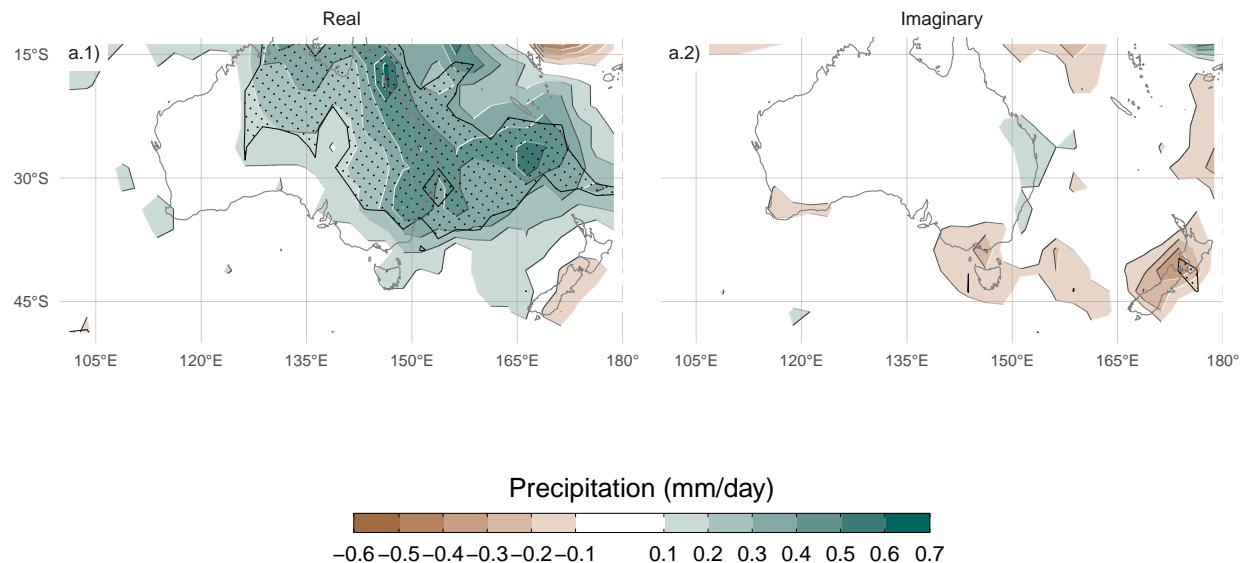 Real Imaginary
a.1) a.2)
15°S
30°S
45°S
105°E 120°E 135°E 150°E 165°E 180° 105°E 120°E 135°E 150°E 165°E 180°
Precipitation (mm/day)
−0.6 −0.5 −0.4 −0.3 −0.2 −0.1 0.1 0.2 0.3 0.4 0.5 0.6 0.7